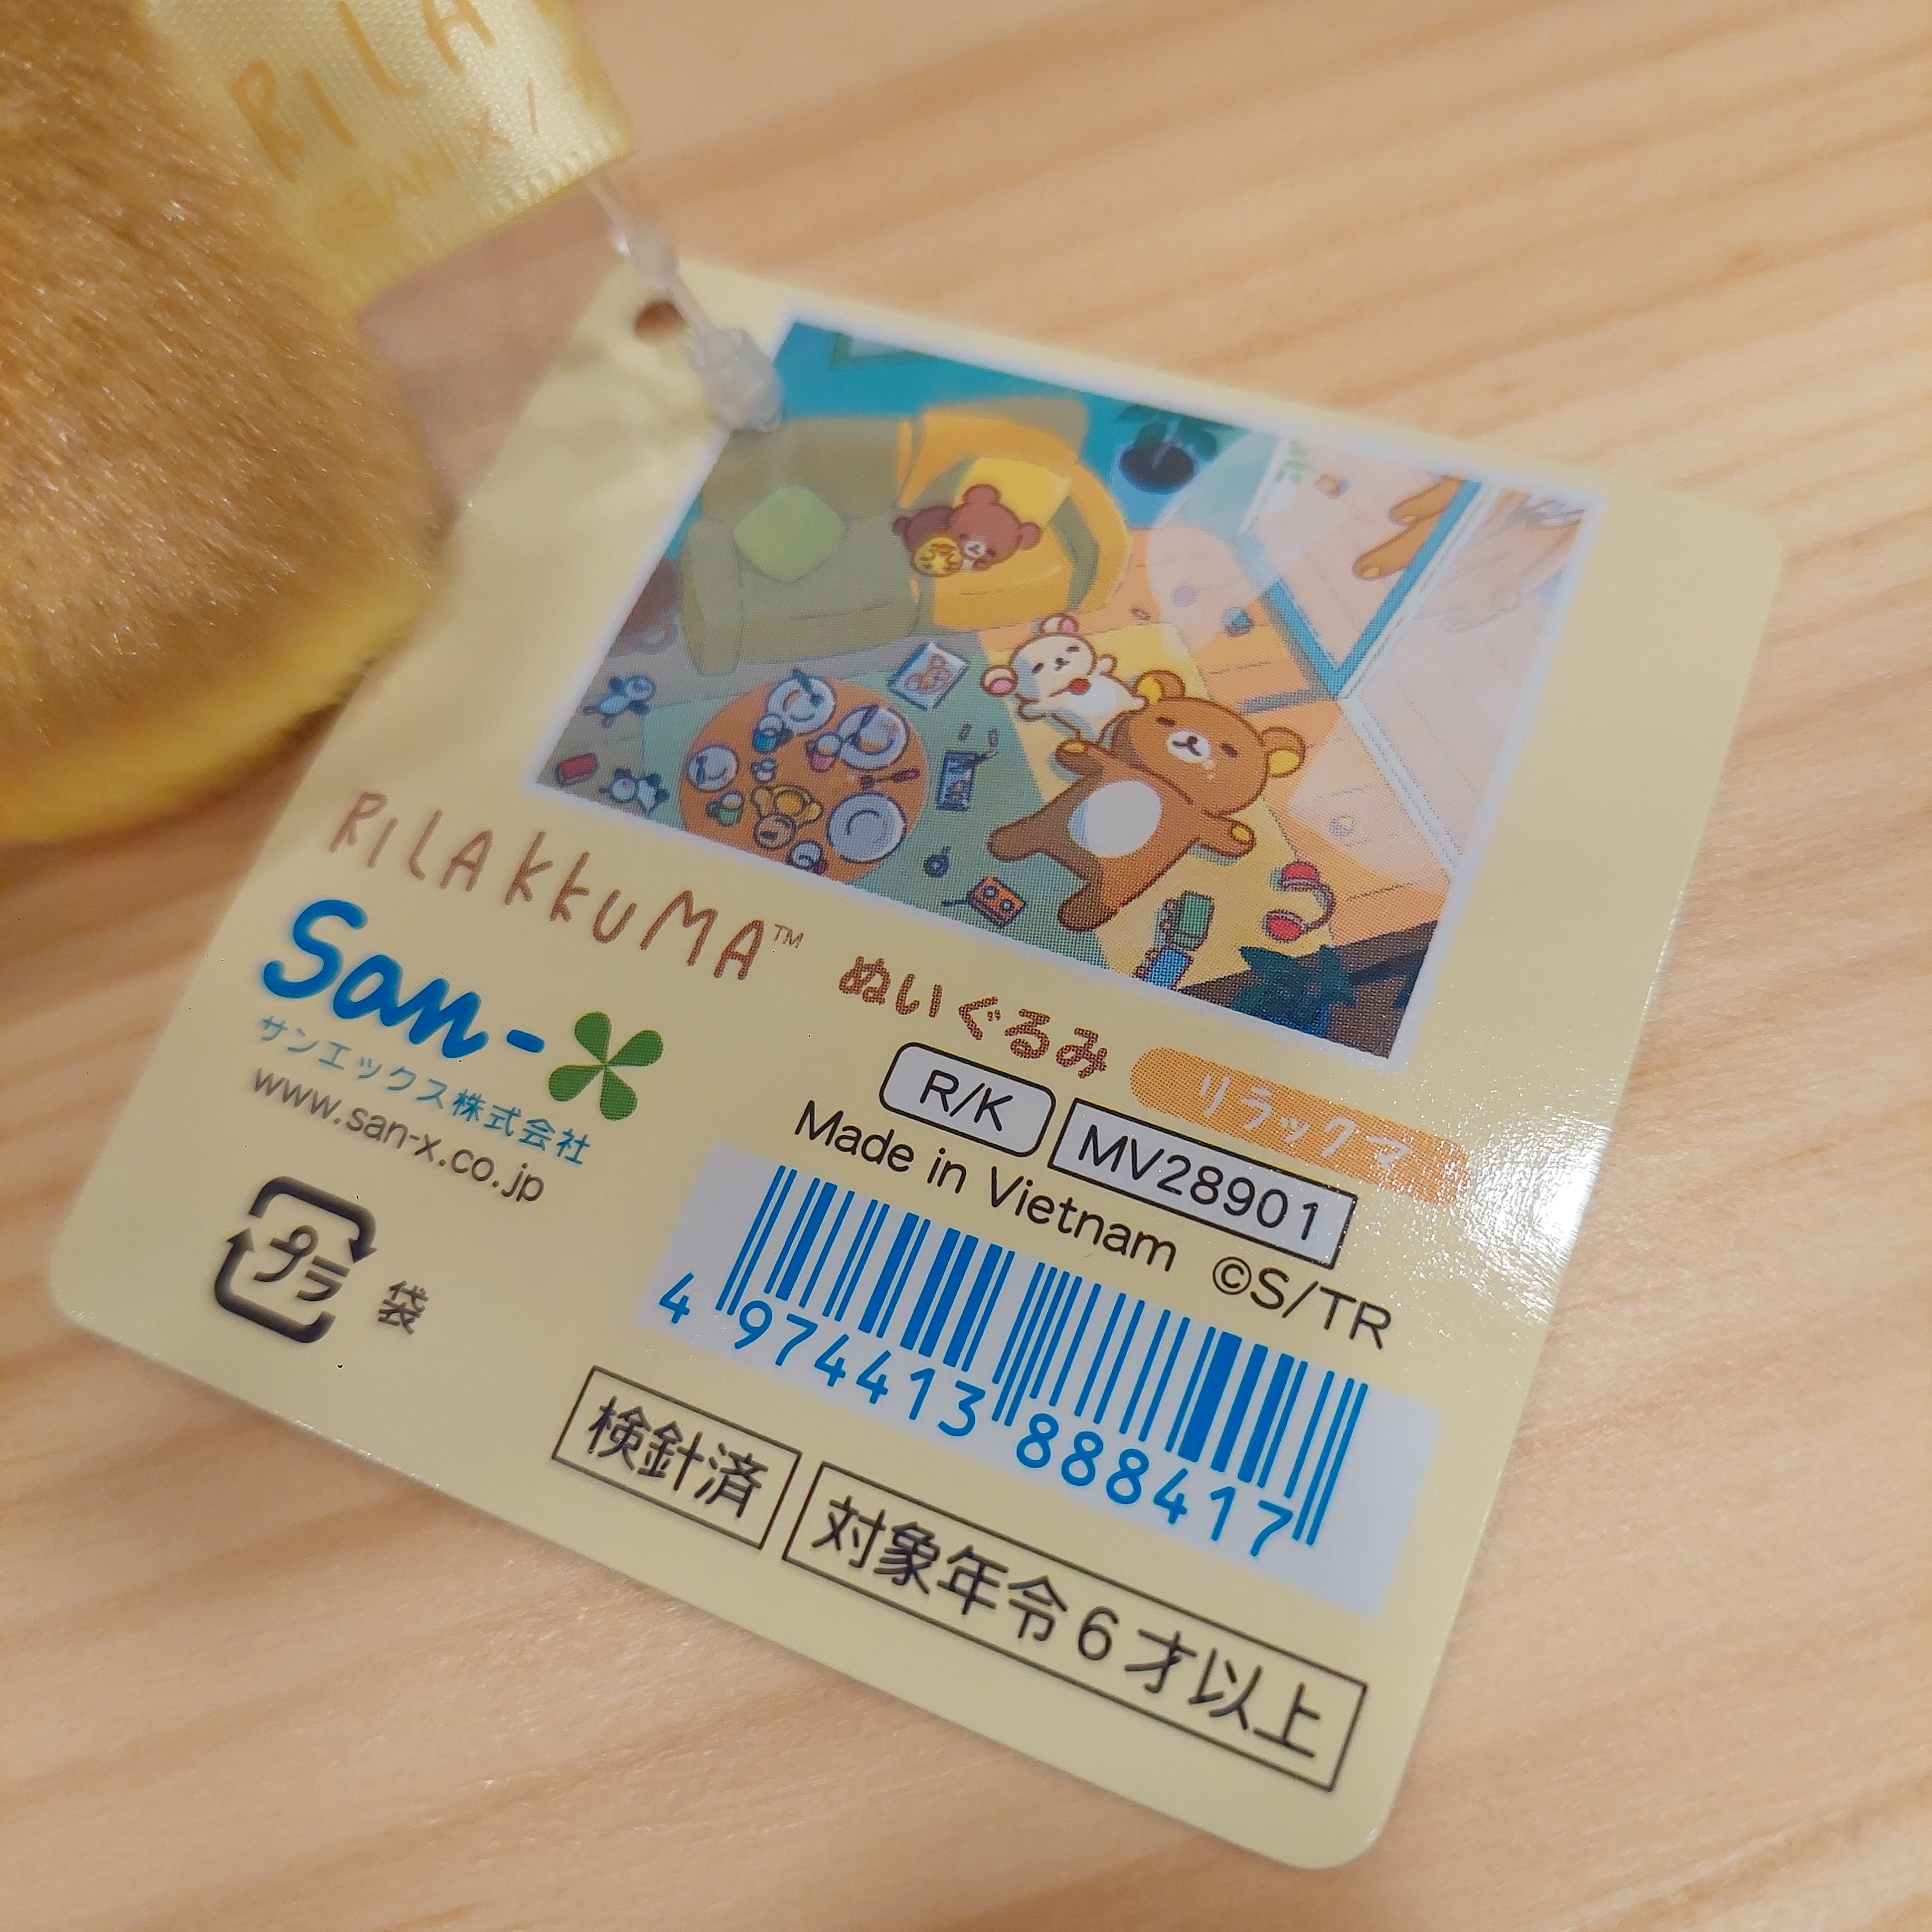 RILA
©SAN-X
RILAKKUMA™ ぬいぐるみ リラックマ
San-X
サンエックス株式会社
www.san-x.co.jp
R/K MV28901
Made in Vietnam ©S/TR
プラ 袋
4 974413 888417
検針済 対象年令6才以上